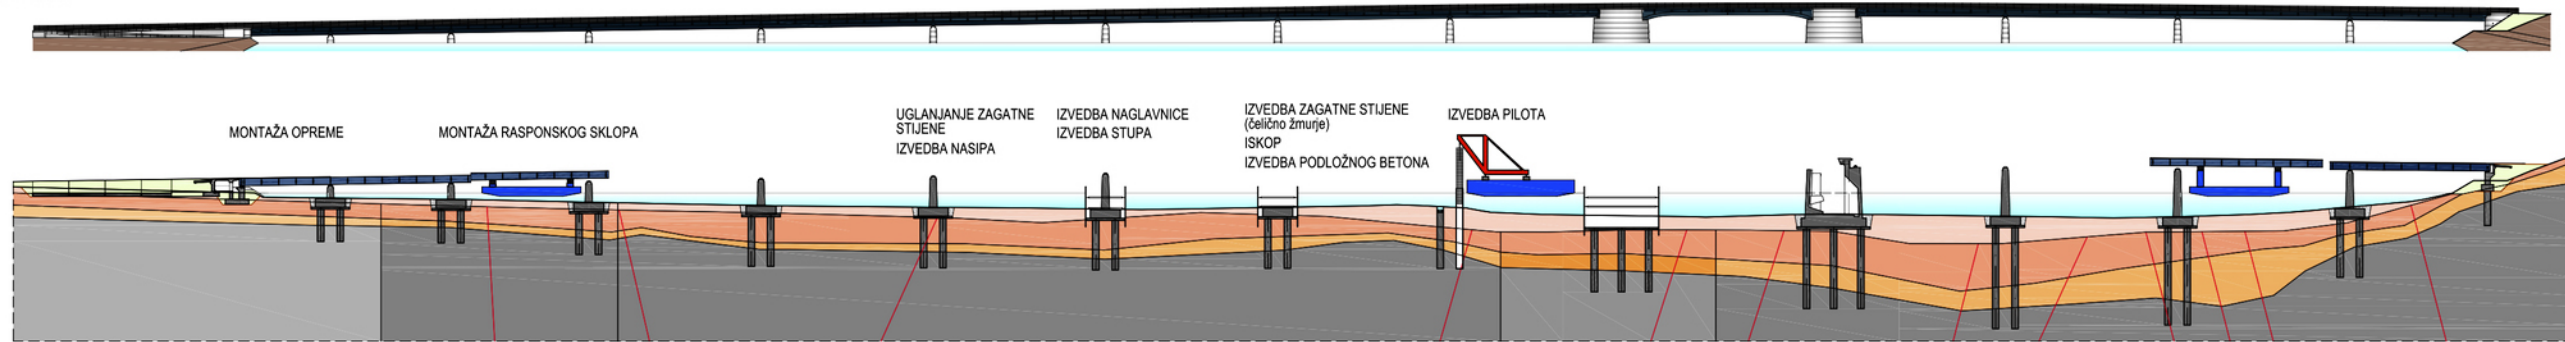 MONTAŽA OPREME
MONTAŽA RASPONSKOG SKLOPA
UGLANJANJE ZAGATNE
STIJENE
IZVEDBA NASIPA
IZVEDBA NAGLAVNICE
IZVEDBA STUPA
IZVEDBA ZAGATNE STIJENE
(čelično žmurje)
ISKOP
IZVEDBA PODLOŽNOG BETONA
IZVEDBA PILOTA